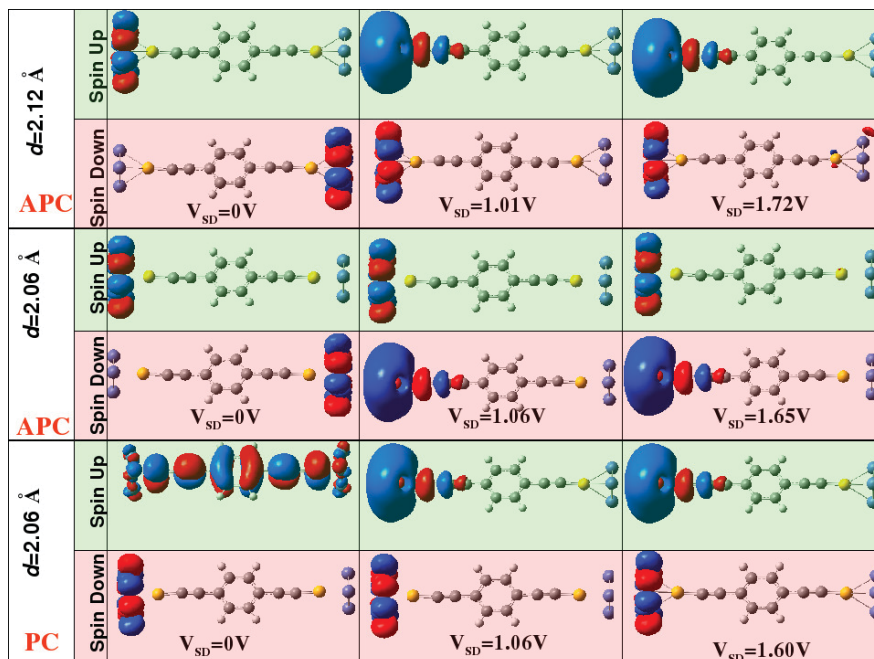 d=2.12 Å
APC
Spin Up
Spin Down
V_SD=0V
V_SD=1.01V
V_SD=1.72V
d=2.06 Å
APC
Spin Up
Spin Down
V_SD=0V
V_SD=1.06V
V_SD=1.65V
d=2.06 Å
PC
Spin Up
Spin Down
V_SD=0V
V_SD=1.06V
V_SD=1.60V